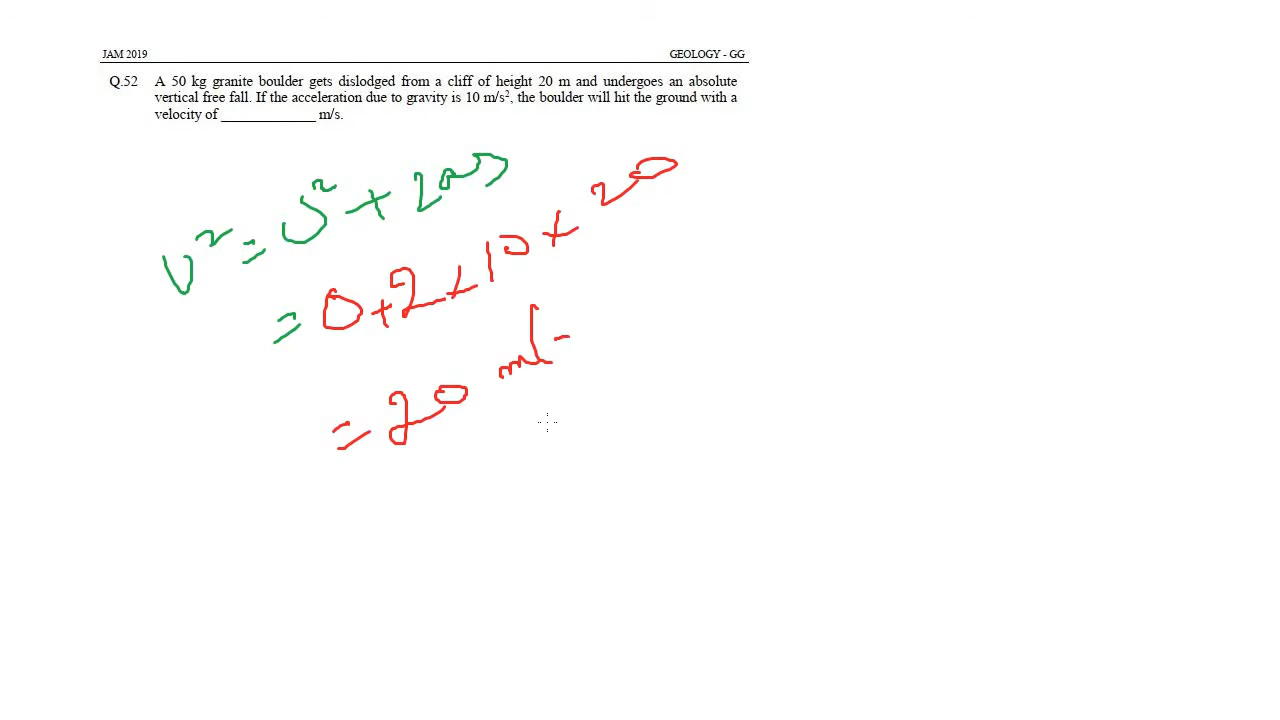 JAM 2019 GEOLOGY - GG
Q.52 A 50 kg granite boulder gets dislodged from a cliff of height 20 m and undergoes an absolute
vertical free fall. If the acceleration due to gravity is 10 m/s², the boulder will hit the ground with a
velocity of ____________ m/s.
v² = u² + 2as
= 0 + 2 × 10 × 20
= 20